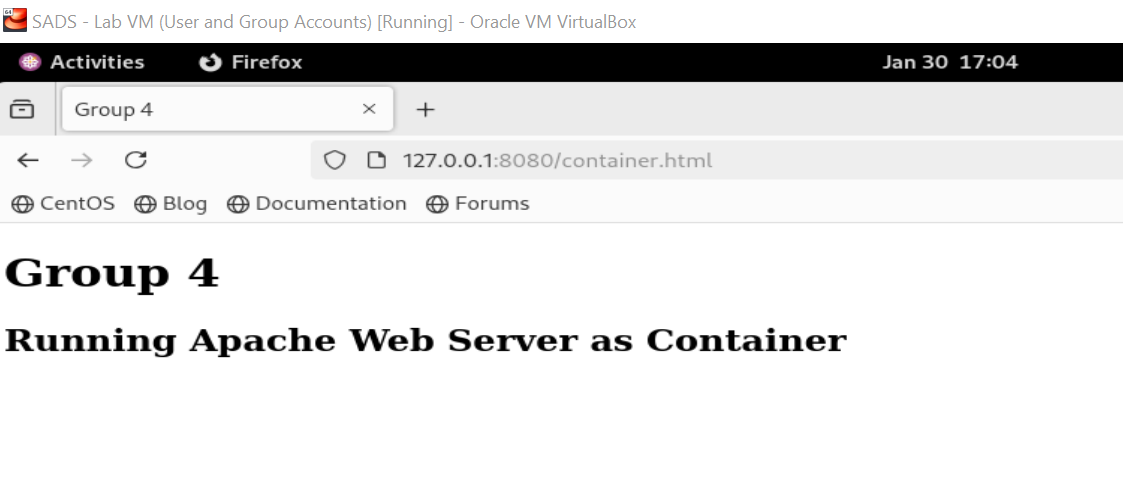 SADS - Lab VM (User and Group Accounts) [Running] - Oracle VM VirtualBox
Activities Firefox Jan 30 17:04
Group 4
127.0.0.1:8080/container.html
CentOS Blog Documentation Forums
Group 4
Running Apache Web Server as Container